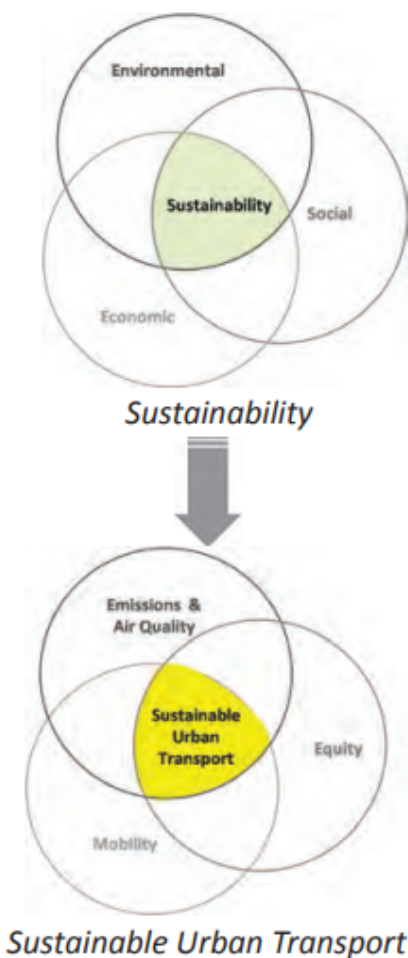 Environmental
Sustainability
Social
Economic
Sustainability
Emissions &
Air Quality
Sustainable
Urban
Transport
Equity
Mobility
Sustainable Urban Transport